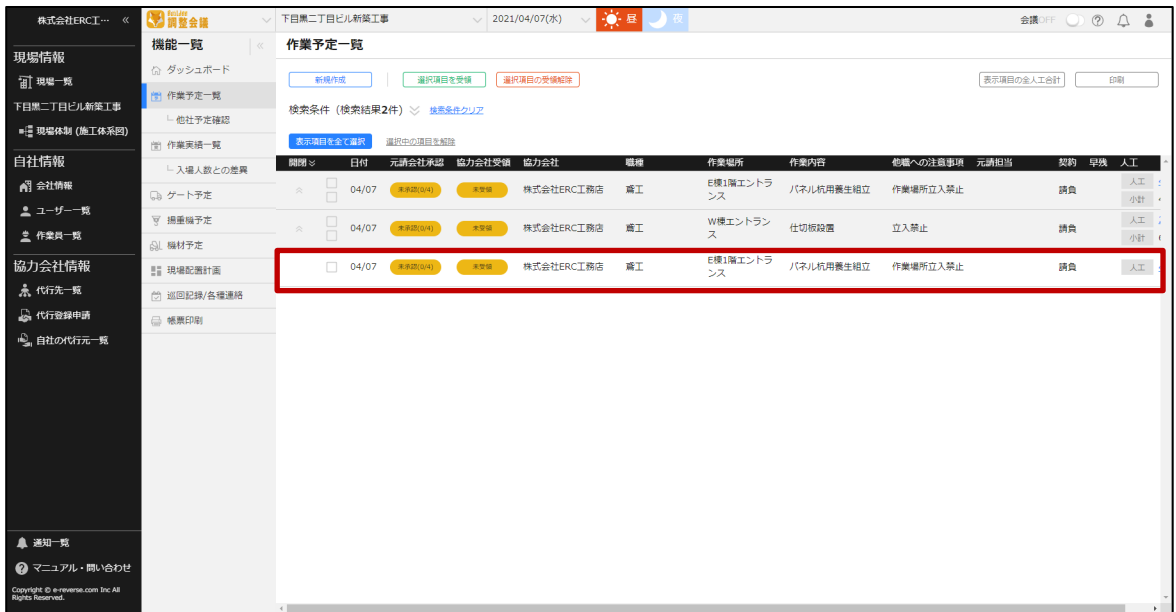 株式会社ERC工… «
現場情報
現場一覧
下目黒二丁目ビル新築工事
現場体制 (施工体系図)
自社情報
会社情報
ユーザー一覧
作業員一覧
協力会社情報
代行先一覧
代行登録申請
自社の代行元一覧
通知一覧
マニュアル・問い合わせ
Copyright © e-reverse.com Inc All
Rights Reserved.
調整会議
機能一覧 «
ダッシュボード
作業予定一覧
他社予定確認
作業実績一覧
入場人数との差異
ゲート予定
揚重機予定
機材予定
現場配置計画
巡回記録/各種連絡
帳票印刷
下目黒二丁目ビル新築工事 2021/04/07(水) 昼 夜 会議OFF
作業予定一覧
新規作成 選択項目を受領 選択項目の受領解除 表示項目の全人工合計 印刷
検索条件 (検索結果2件) 検索条件クリア
表示項目を全て選択 選択中の項目を解除
開閉 日付 元請会社承認 協力会社受領 協力会社 職種 作業場所 作業内容 他職への注意事項 元請担当 契約 早残 人工
04/07 未承認(0/4) 未受領 株式会社ERC工務店 鳶工 E棟1階エントランス パネル杭用養生組立 作業場所立入禁止 請負 人工
小計
04/07 未承認(0/4) 未受領 株式会社ERC工務店 鳶工 W棟エントランス 仕切板設置 立入禁止 請負 人工
小計
04/07 未承認(0/4) 未受領 株式会社ERC工務店 鳶工 E棟1階エントランス パネル杭用養生組立 作業場所立入禁止 請負 人工